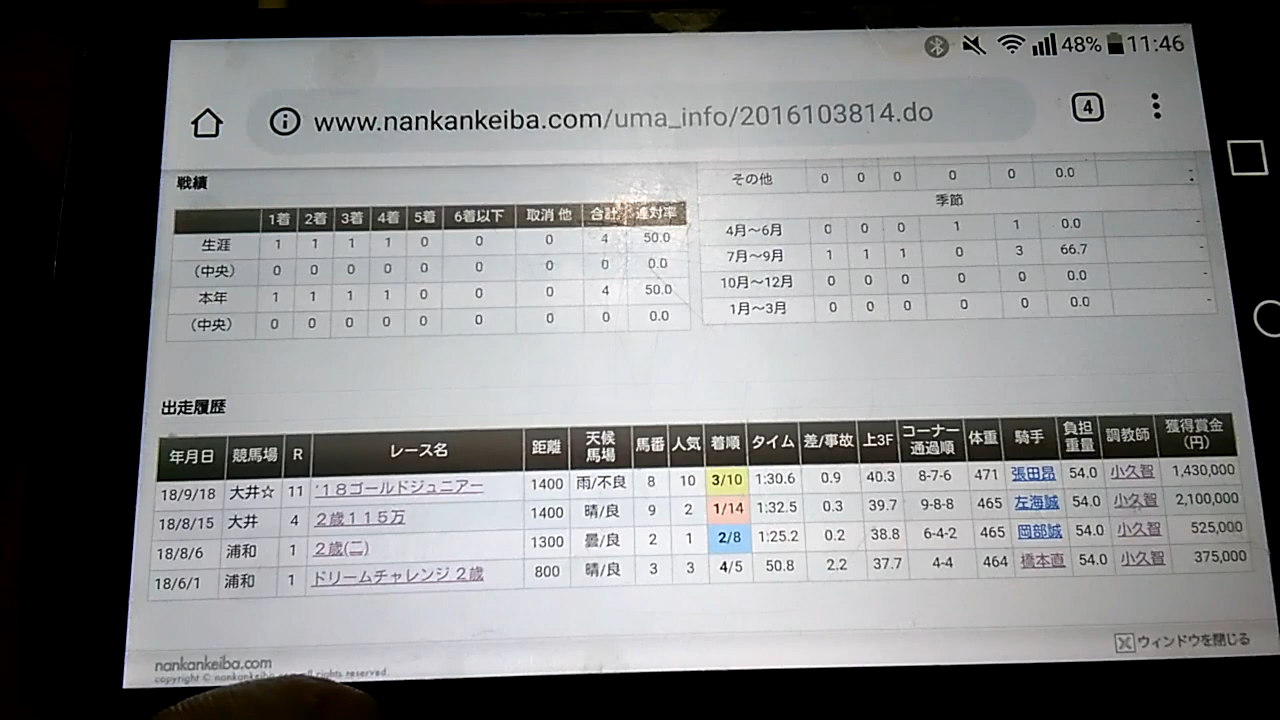 48% 11:46
www.nankankeiba.com/uma_info/2016103814.do 4
戦績
1着 2着 3着 4着 5着 6着以下 取消 他 合計 連対率
生涯 1 1 1 1 0 0 0 4 50.0
（中央） 0 0 0 0 0 0 0 0 0.0
本年 1 1 1 1 0 0 0 4 50.0
（中央） 0 0 0 0 0 0 0 0 0.0
その他 0 0 0 0 0 0.0 -
季節
4月～6月 0 0 0 1 1 0.0 -
7月～9月 1 1 1 0 3 66.7 -
10月～12月 0 0 0 0 0 0.0 -
1月～3月 0 0 0 0 0 0.0 -
出走履歴
年月日 競馬場 R レース名 距離 天候馬場 馬番 人気 着順 タイム 差/事故 上3F コーナー通過順 体重 騎手 負担重量 調教師 獲得賞金（円）
18/9/18 大井☆ 11 '１８ゴールドジュニアー 1400 雨/不良 8 10 3/10 1:30.6 0.9 40.3 8-7-6 471 張田昂 54.0 小久智 1,430,000
18/8/15 大井 4 ２歳１１５万 1400 晴/良 9 2 1/14 1:32.5 0.3 39.7 9-8-8 465 左海誠 54.0 小久智 2,100,000
18/8/6 浦和 1 ２歳(二) 1300 曇/良 2 1 2/8 1:25.2 0.2 38.8 6-4-2 465 岡部誠 54.0 小久智 525,000
18/6/1 浦和 1 ドリームチャレンジ２歳 800 晴/良 3 3 4/5 50.8 2.2 37.7 4-4 464 橋本直 54.0 小久智 375,000
ウィンドウを閉じる
nankankeiba.com
copyright © nankankeiba.com all rights reserved.